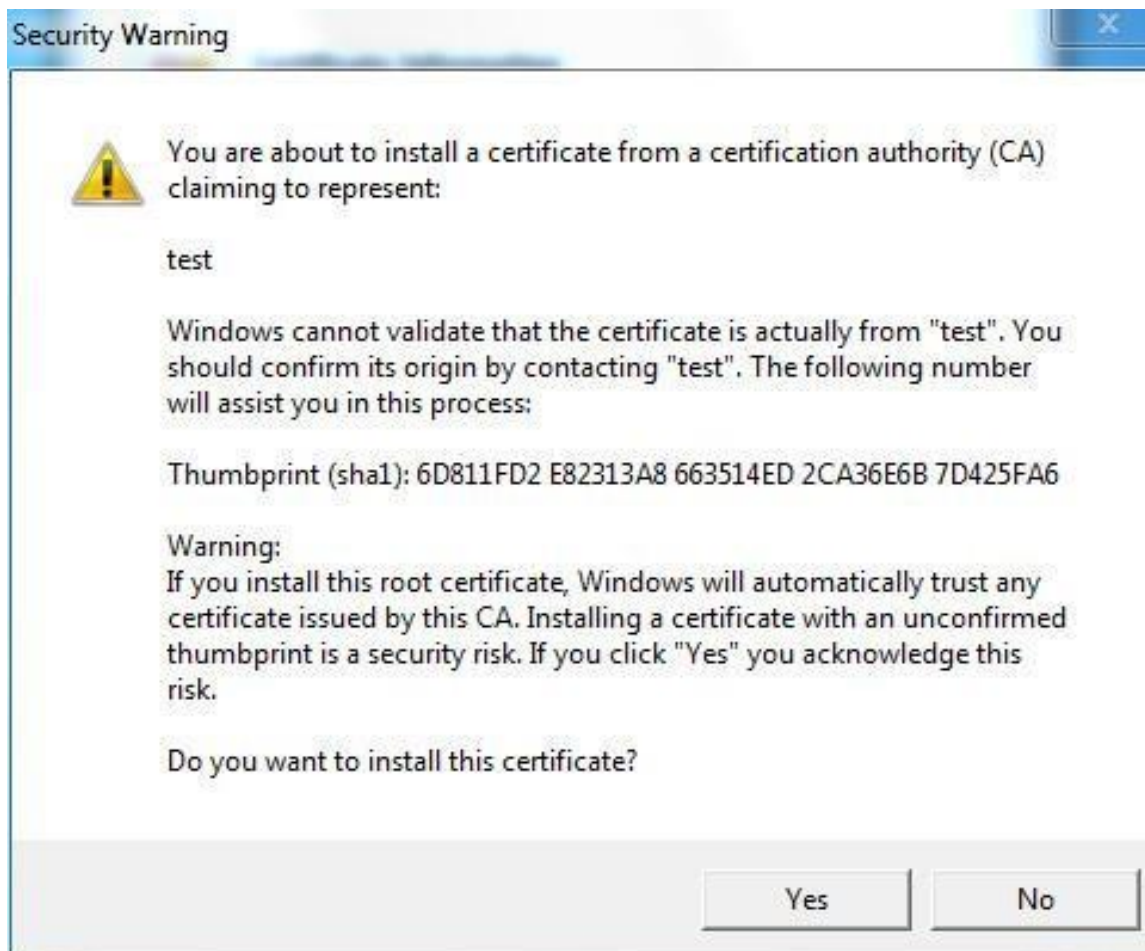 Security Warning
You are about to install a certificate from a certification authority (CA)
claiming to represent:
test
Windows cannot validate that the certificate is actually from "test". You
should confirm its origin by contacting "test". The following number
will assist you in this process:
Thumbprint (sha1): 6D811FD2 E82313A8 663514ED 2CA36E6B 7D425FA6
Warning:
If you install this root certificate, Windows will automatically trust any
certificate issued by this CA. Installing a certificate with an unconfirmed
thumbprint is a security risk. If you click "Yes" you acknowledge this
risk.
Do you want to install this certificate?
Yes
No